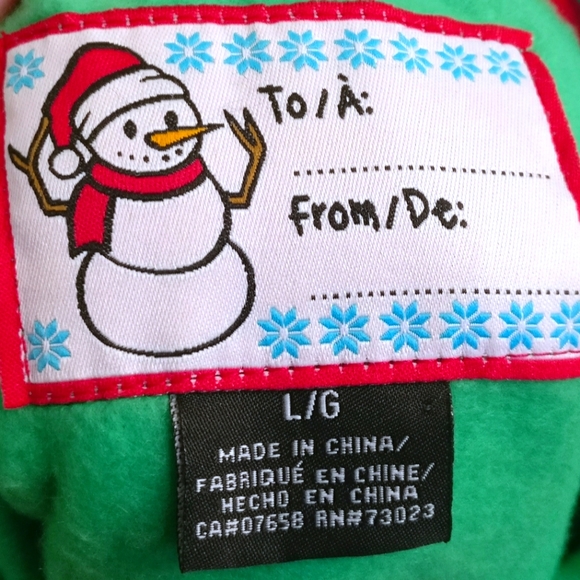 To/À:
From/De:
L/G
MADE IN CHINA/
FABRIQUÉ EN CHINE/
HECHO EN CHINA
CA#07658 RN#73023